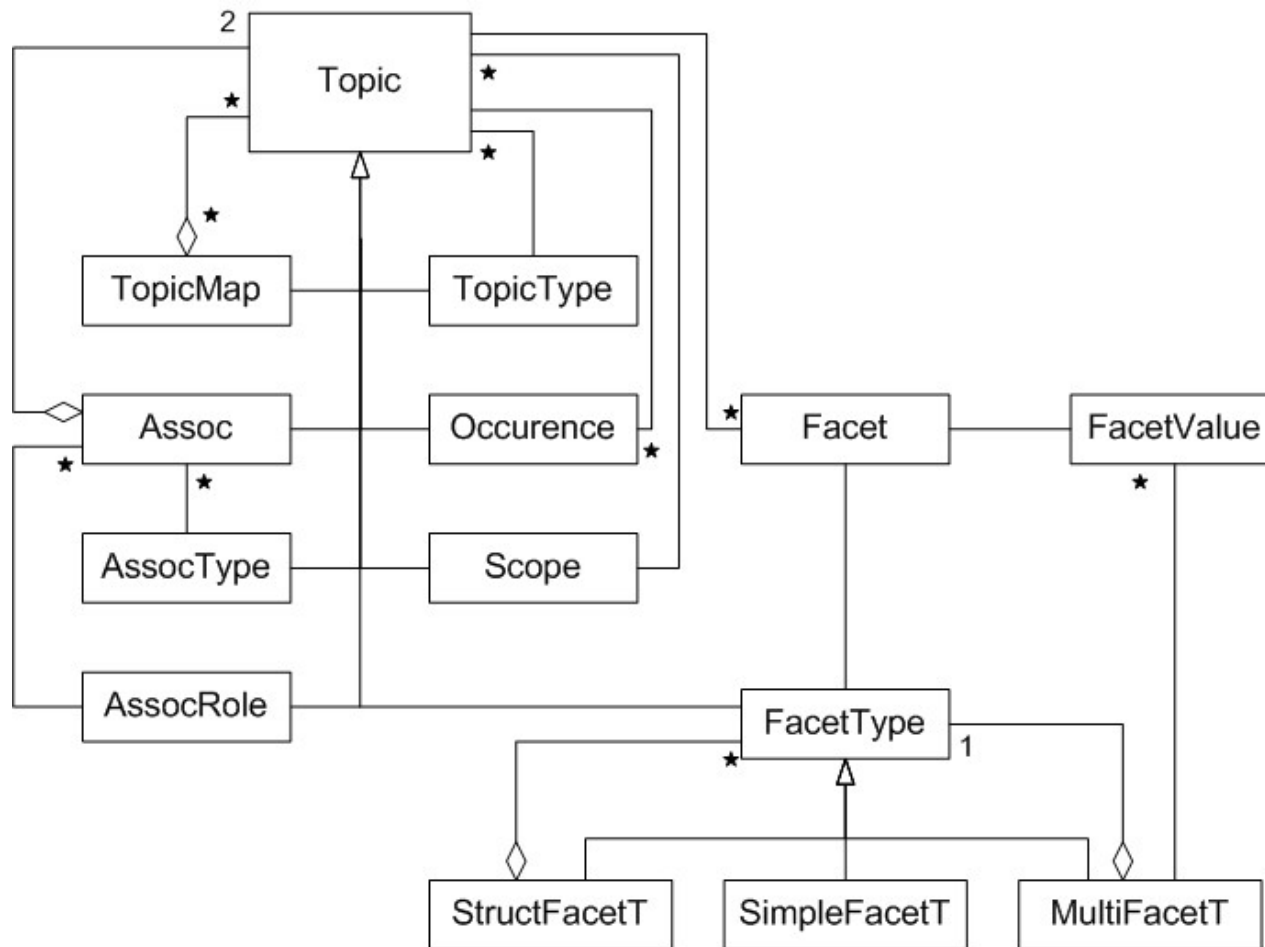 2
Topic
★
★
★
★
TopicMap
TopicType
Assoc
Occurence
★
Facet
FacetValue
★
★
★
★
AssocType
Scope
AssocRole
FacetType
★
1
StructFacetT
SimpleFacetT
MultiFacetT